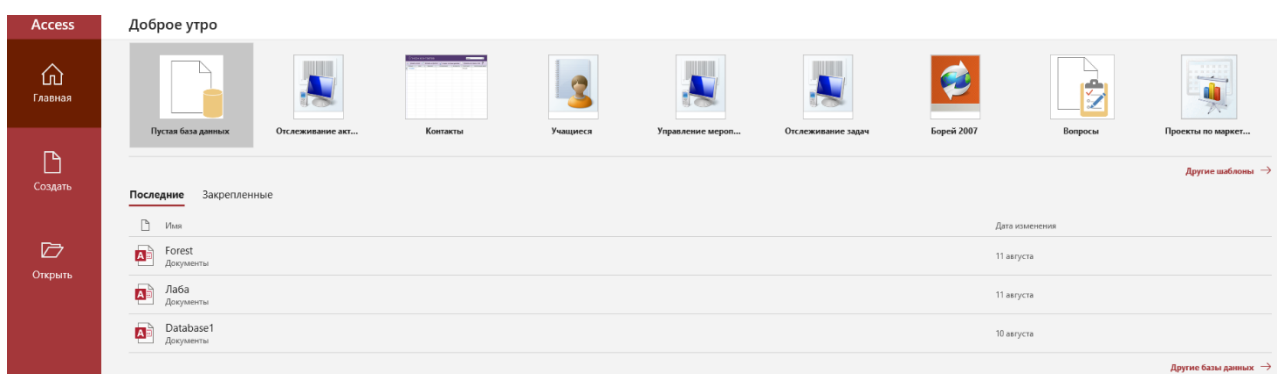 Access
Доброе утро
Главная
Создать
Открыть
Пустая база данных
Отслеживание акт...
Контакты
Учащиеся
Управление мероп...
Отслеживание задач
Борей 2007
Вопросы
Проекты по маркет...
Другие шаблоны →
Последние Закрепленные
Имя Дата изменения
Forest
Документы
11 августа
Лаба
Документы
11 августа
Database1
Документы
10 августа
Другие базы данных →